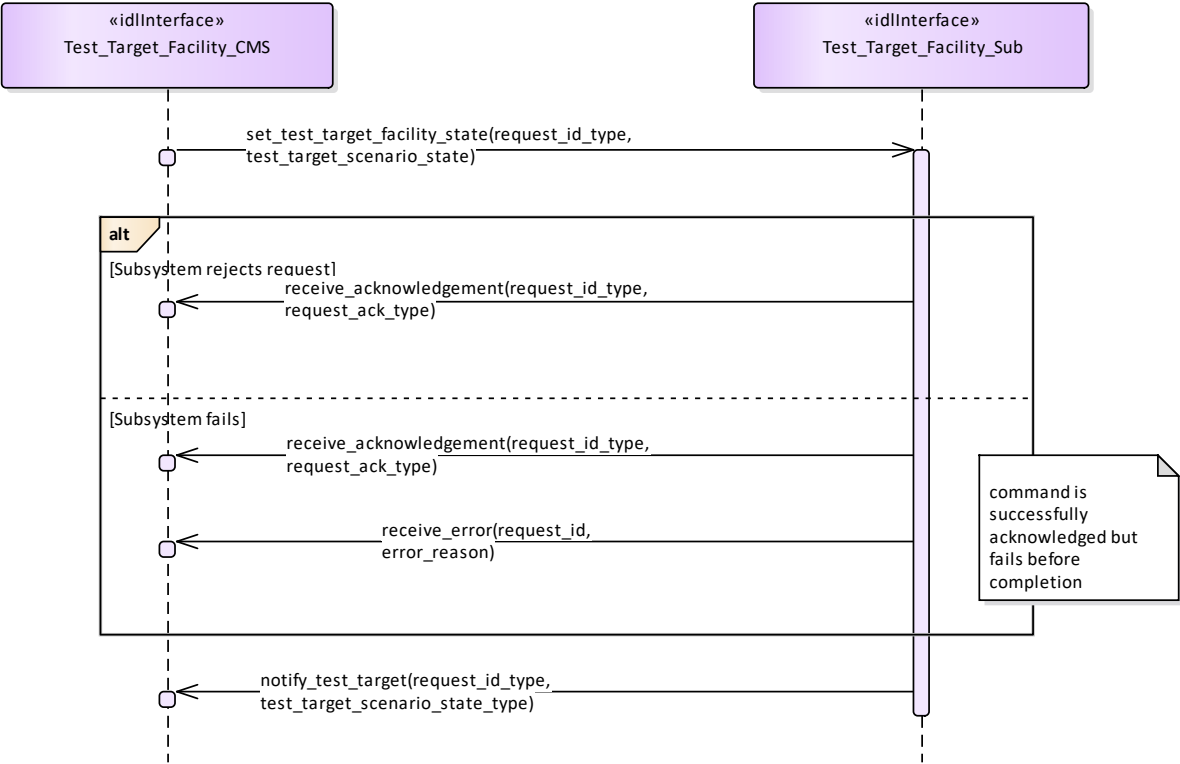 «idlInterface»
Test_Target_Facility_CMS
«idlInterface»
Test_Target_Facility_Sub
set_test_target_facility_state(request_id_type,
test_target_scenario_state)
alt
[Subsystem rejects request]
receive_acknowledgement(request_id_type,
request_ack_type)
[Subsystem fails]
receive_acknowledgement(request_id_type,
request_ack_type)
command is
successfully
acknowledged but
fails before
completion
receive_error(request_id,
error_reason)
notify_test_target(request_id_type,
test_target_scenario_state_type)